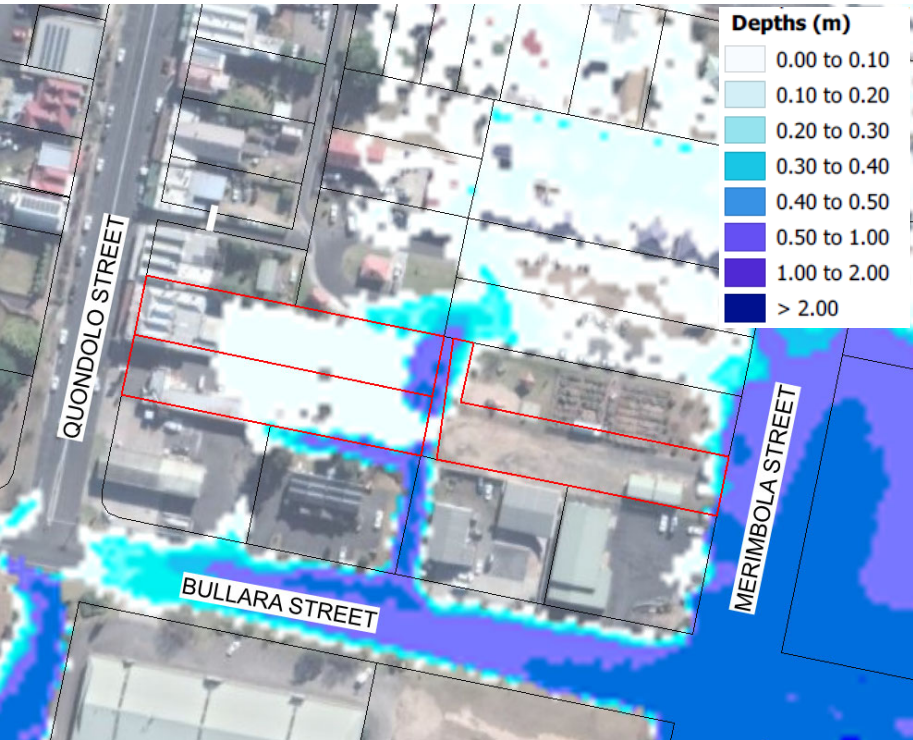 Depths (m)
0.00 to 0.10
0.10 to 0.20
0.20 to 0.30
0.30 to 0.40
0.40 to 0.50
0.50 to 1.00
1.00 to 2.00
> 2.00
QUONDOLO STREET
MERIMBOLA STREET
BULLARA STREET